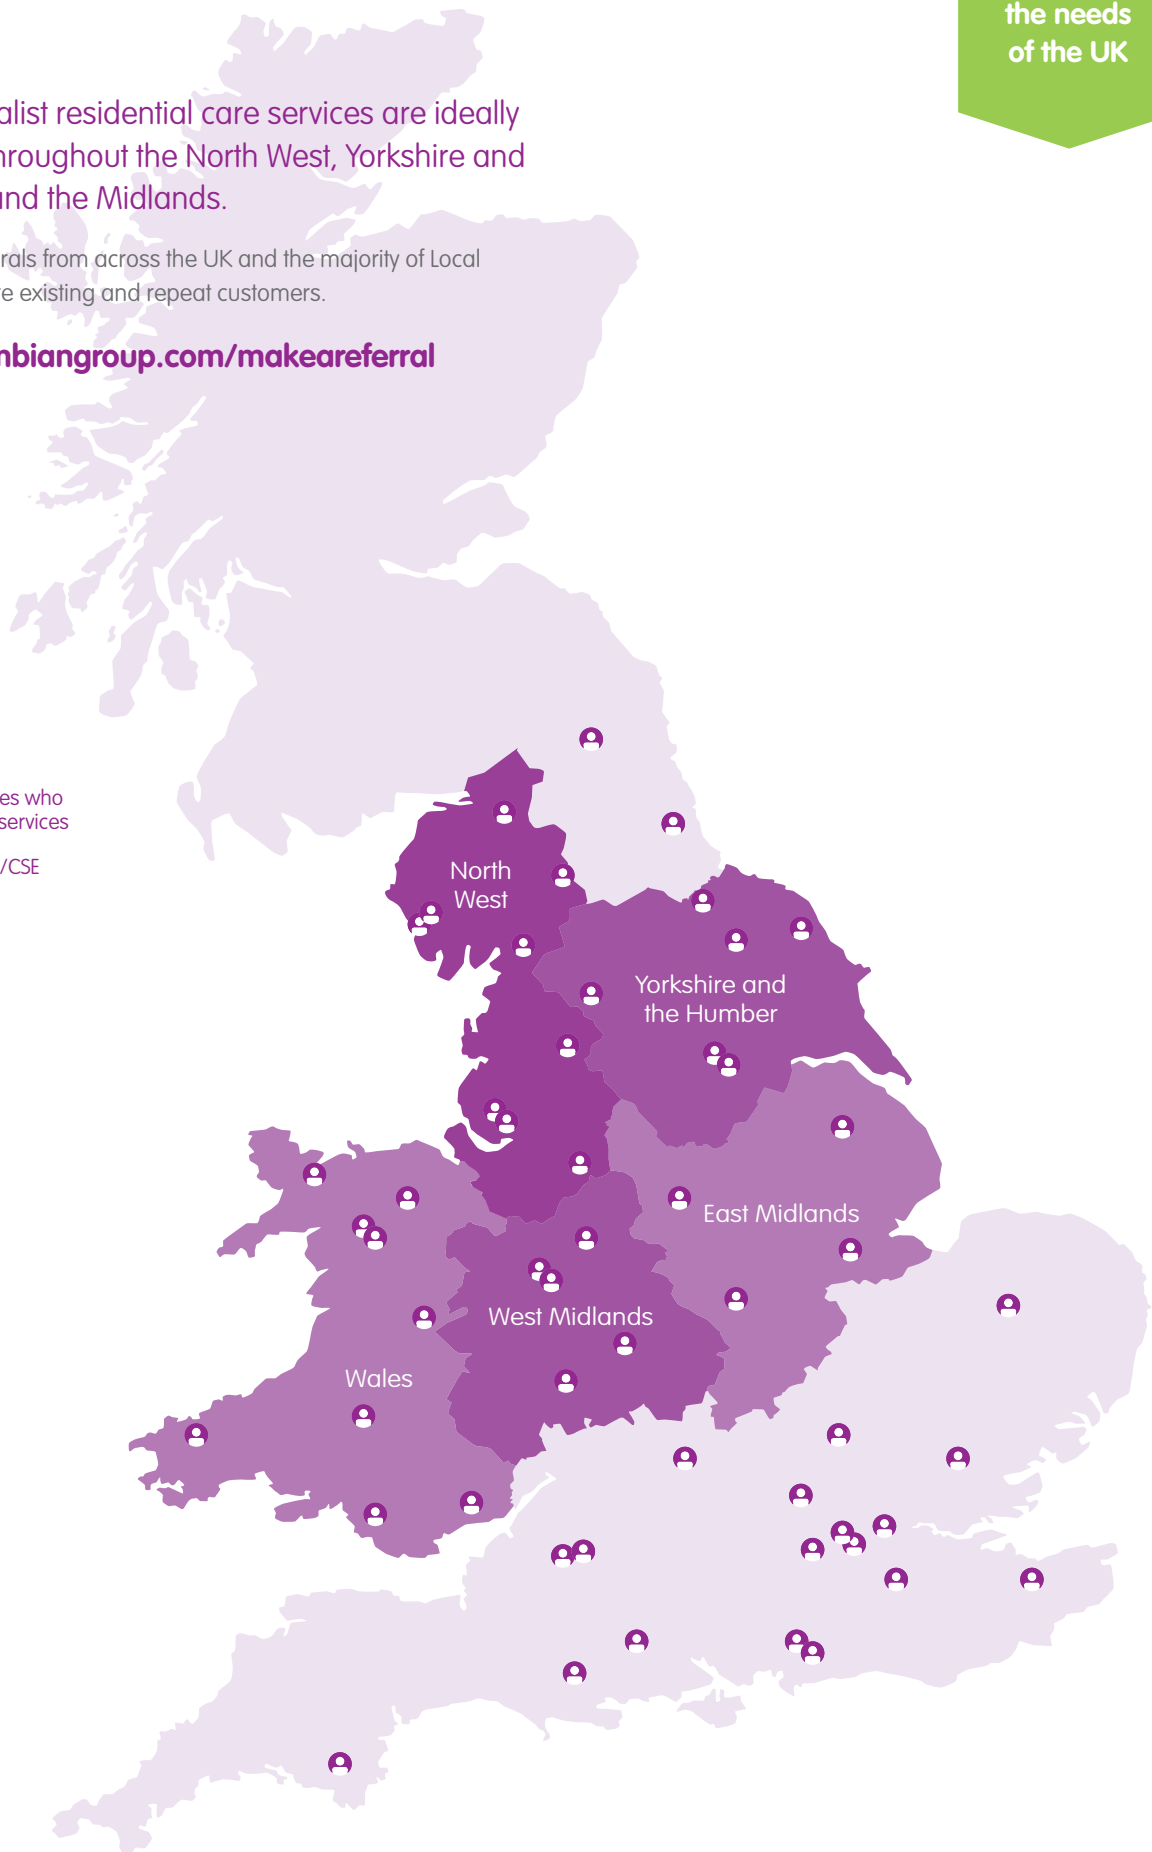 the needs
of the UK
alist residential care services are ideally
hroughout the North West, Yorkshire and
and the Midlands.
rals from across the UK and the majority of Local
e existing and repeat customers.
mbiangroup.com/makeareferral
es who
services
/CSE
North
West
Yorkshire and
the Humber
East Midlands
West Midlands
Wales